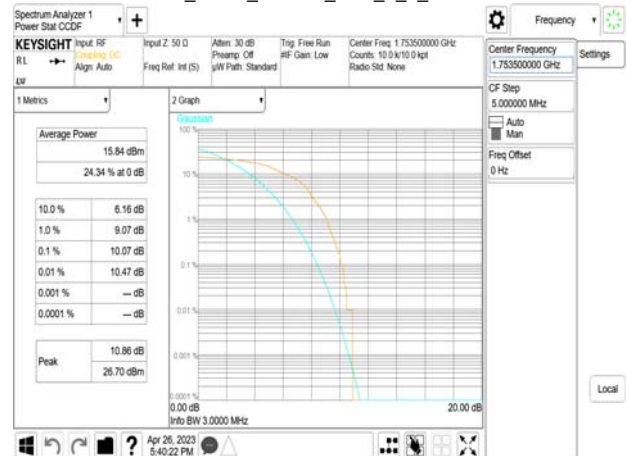 Spectrum Analyzer 1
Power Stat CCDF
Frequency
KEYSIGHT
RL
Input: RF
Coupling: DC
Align: Auto
Input Z: 50 Ω
Freq Ref: Int (S)
Atten: 30 dB
Preamp: Off
µW Path: Standard
Trig: Free Run
#IF Gain: Low
Center Freq: 1.753500000 GHz
Counts: 10.0 k/10.0 kpt
Radio Std: None
Center Frequency
1.753500000 GHz
Settings
CF Step
5.000000 MHz
Auto
Man
Freq Offset
0 Hz
1 Metrics
2 Graph
Gaussian
Average Power
15.84 dBm
24.34 % at 0 dB
10.0 % 6.16 dB
1.0 % 9.07 dB
0.1 % 10.07 dB
0.01 % 10.47 dB
0.001 % --- dB
0.0001 % --- dB
Peak
10.86 dB
26.70 dBm
100 %
10 %
1 %
0.1 %
0.01 %
0.001 %
0.0001 %
0.00 dB
20.00 dB
Info BW 3.0000 MHz
Local
Apr 26, 2023
5:40:22 PM